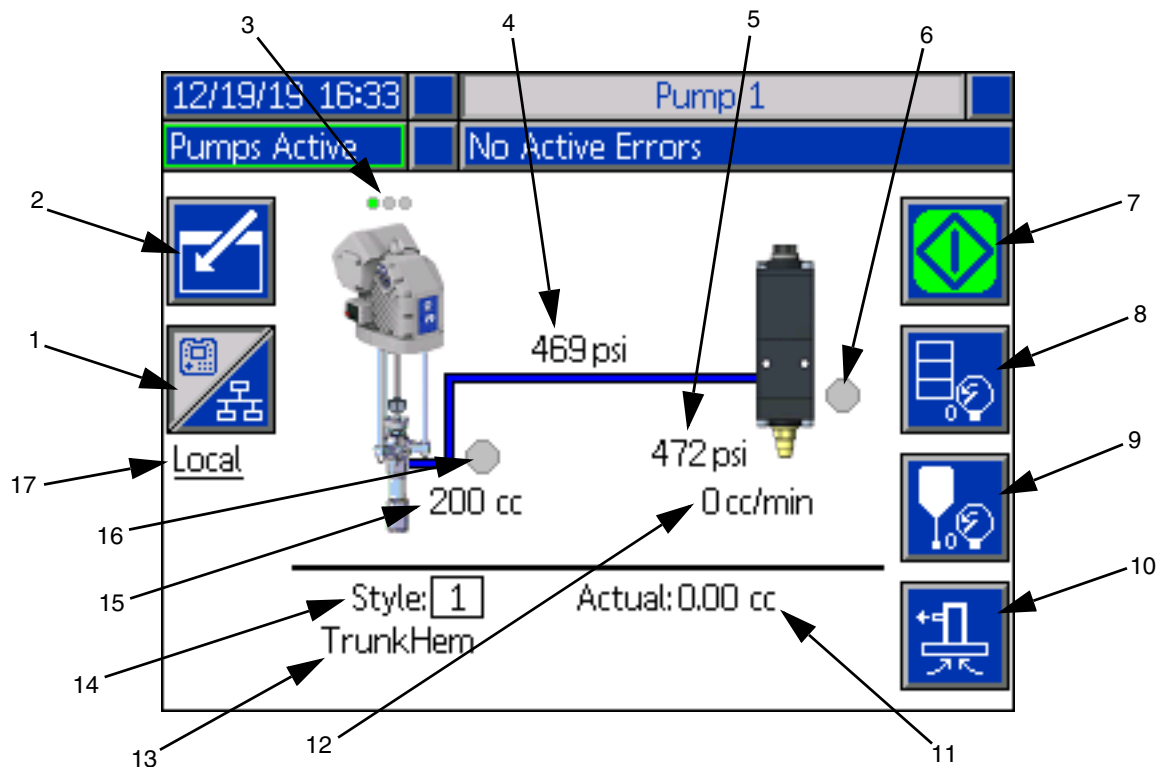 3
4
5
6
12/19/19 16:33
Pump 1
Pumps Active
No Active Errors
2
7
1
469 psi
8
472 psi
Local
17
9
16
200 cc
0 cc/min
15
10
Style: 1
Actual: 0.00 cc
TrunkHem
14
13
12
11
0
0